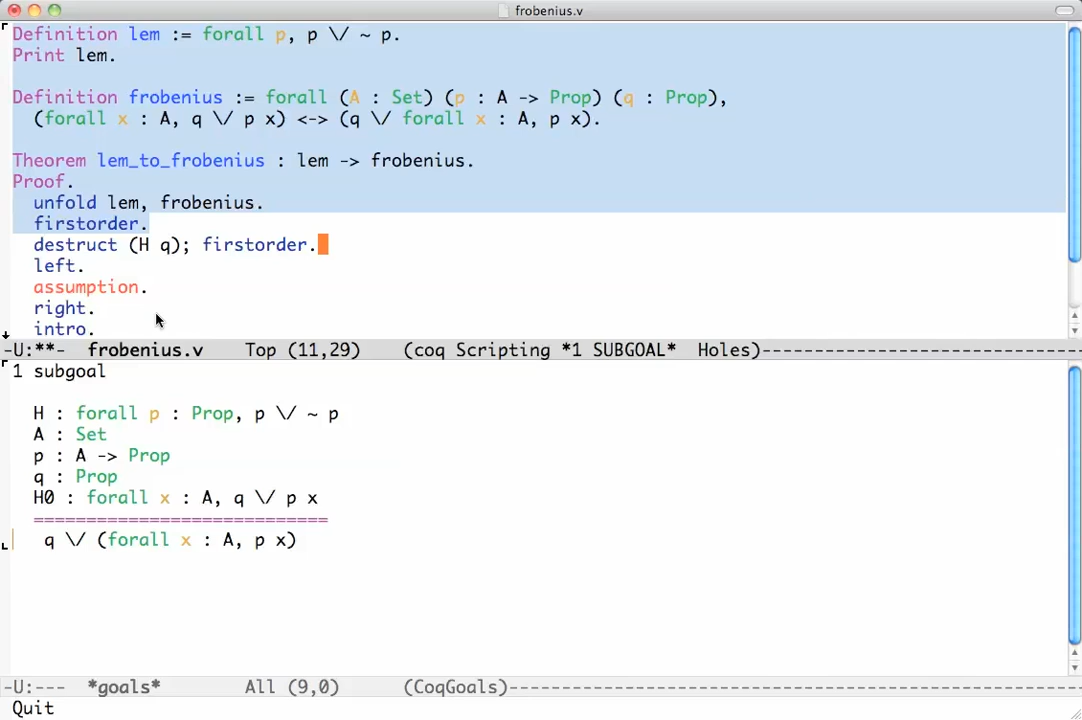 frobenius.v
Definition lem := forall p, p \/ ~ p.
Print lem.
Definition frobenius := forall (A : Set) (p : A -> Prop) (q : Prop),
(forall x : A, q \/ p x) <-> (q \/ forall x : A, p x).
Theorem lem_to_frobenius : lem -> frobenius.
Proof.
unfold lem, frobenius.
firstorder.
destruct (H q); firstorder.
left.
assumption.
right.
intro.
-U:**-  frobenius.v    Top (11,29)    (coq Scripting *1 SUBGOAL*  Holes)------------------------------
1 subgoal
H : forall p : Prop, p \/ ~ p
A : Set
p : A -> Prop
q : Prop
H0 : forall x : A, q \/ p x
============================
q \/ (forall x : A, p x)
-U:---  *goals*        All (9,0)      (CoqGoals)------------------------------------------------------
Quit